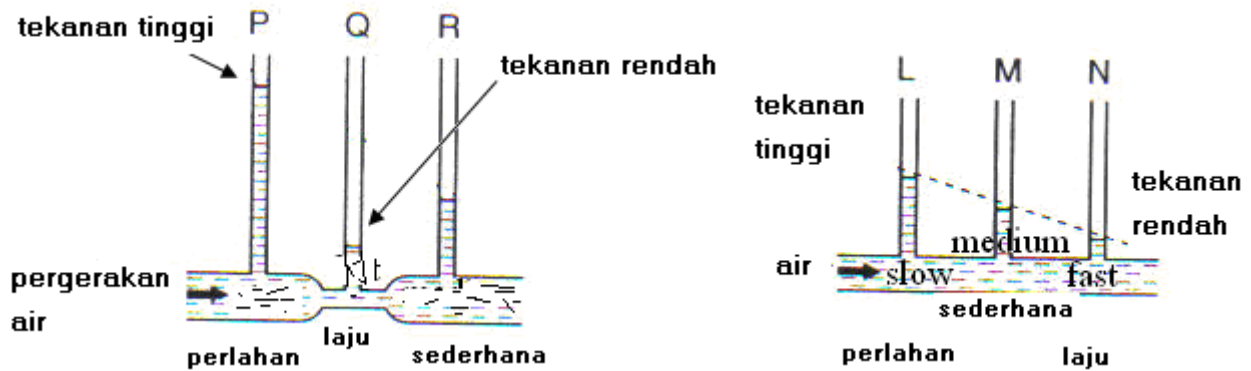 tekanan tinggi
P
Q
R
tekanan rendah
pergerakan
air
perlahan
laju
sederhana
L
M
N
tekanan
tinggi
tekanan
rendah
medium
air
slow
fast
sederhana
perlahan
laju